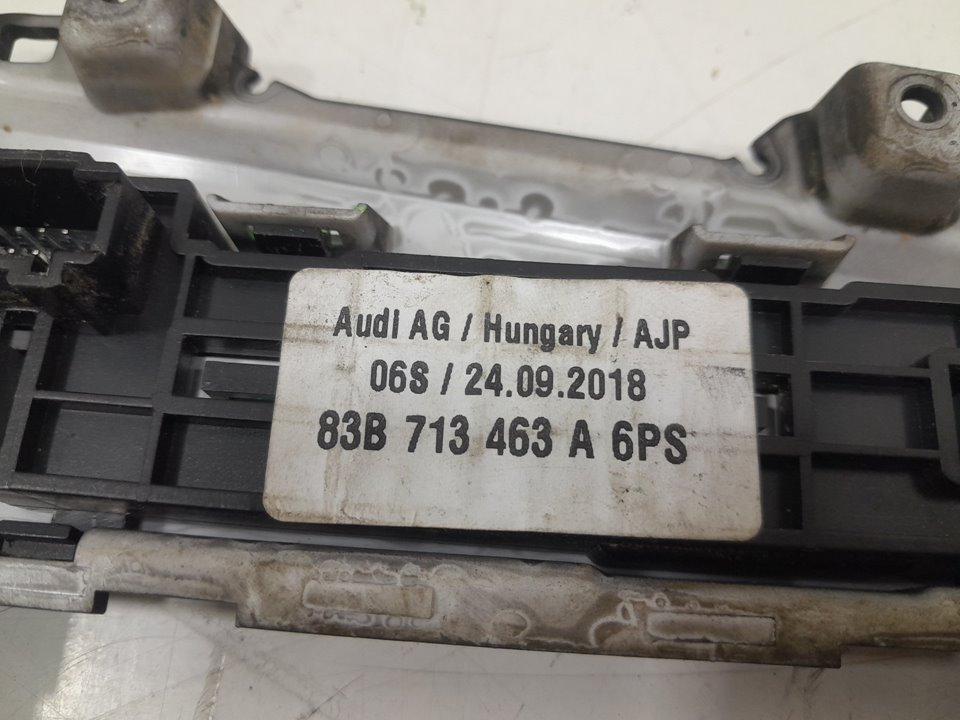 Audi AG / Hungary / AJP
06S / 24.09.2018
83B 713 463 A 6PS